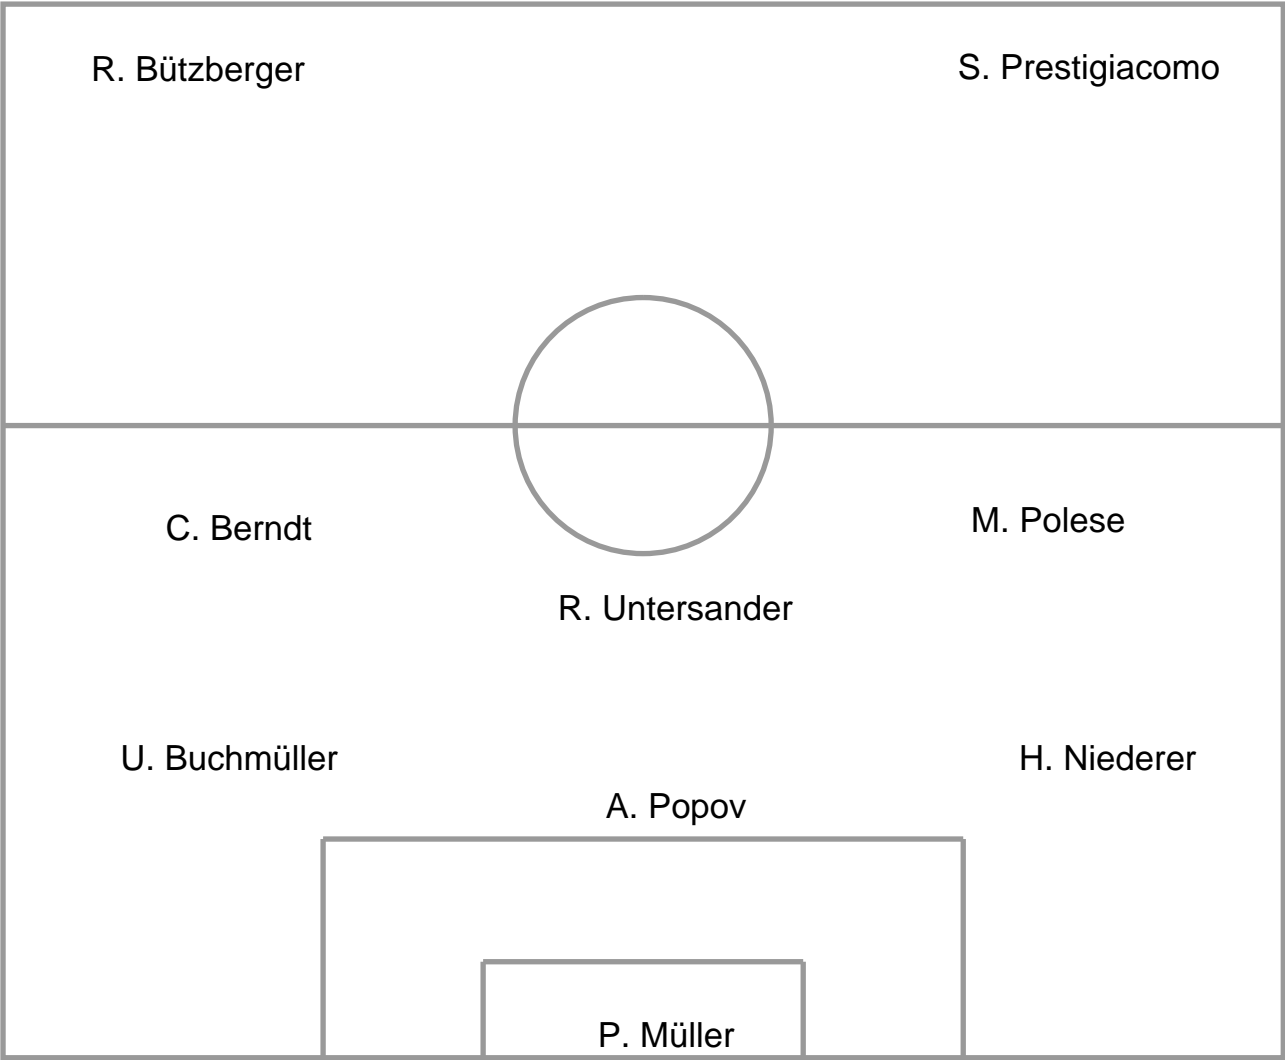 R. Bützberger
S. Prestigiacomo
C. Berndt
M. Polese
R. Untersander
U. Buchmüller
H. Niederer
A. Popov
P. Müller